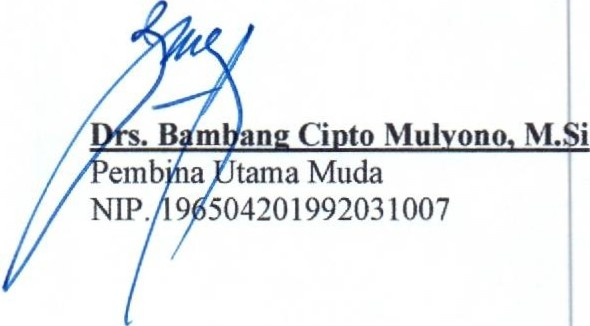 Drs. Bambang Cipto Mulyono, M.Si
Pembina Utama Muda
NIP. 196504201992031007